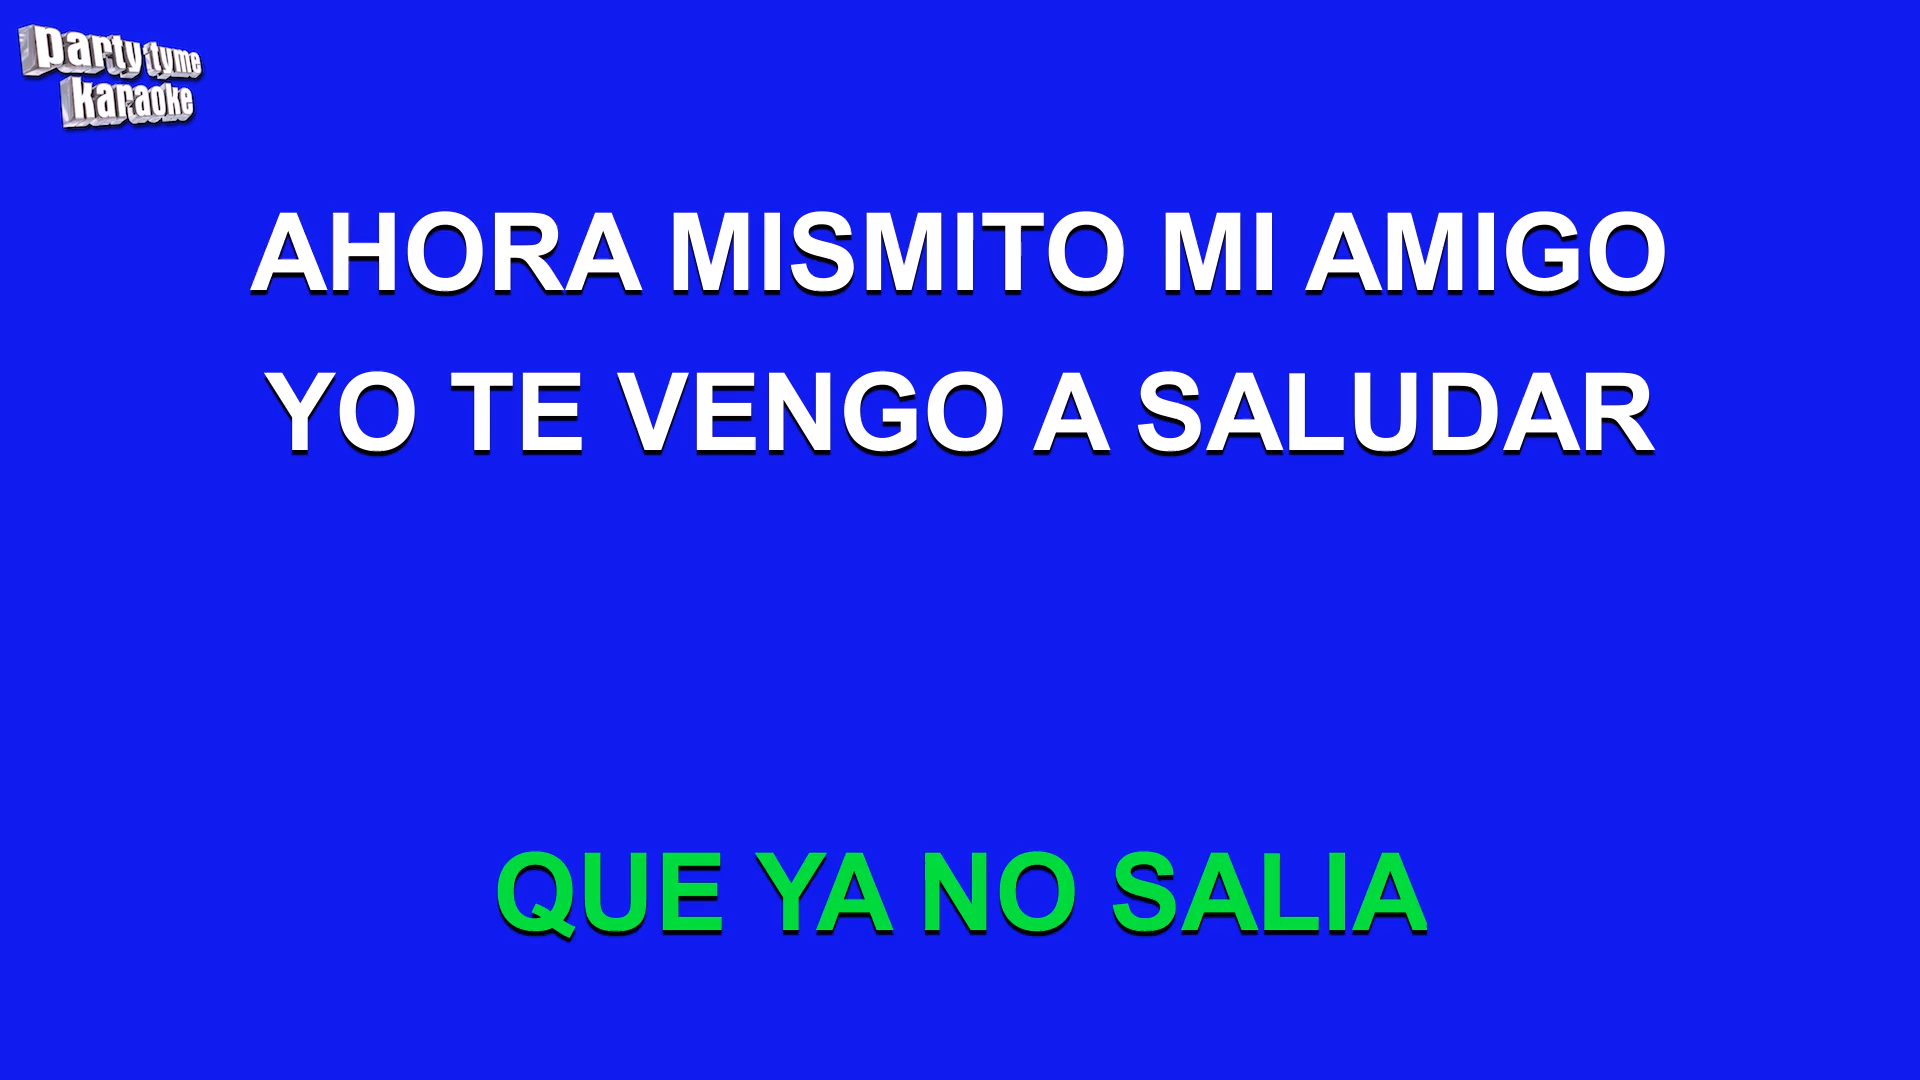 party tyme
karaoke
AHORA MISMITO MI AMIGO
YO TE VENGO A SALUDAR
QUE YA NO SALIA